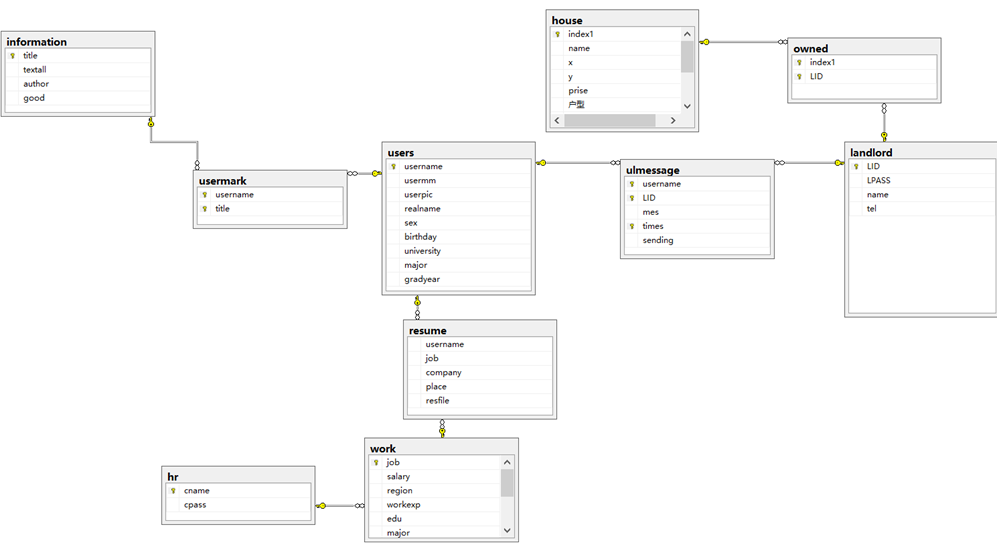 information
title
textall
author
good
house
index1
name
x
y
prise
户型
owned
index1
LID
users
username
usermm
userpic
realname
sex
birthday
university
major
gradyear
usermark
username
title
ulmessage
username
LID
mes
times
sending
landlord
LID
LPASS
name
tel
resume
username
job
company
place
resfile
work
job
salary
region
workexp
edu
major
hr
cname
cpass